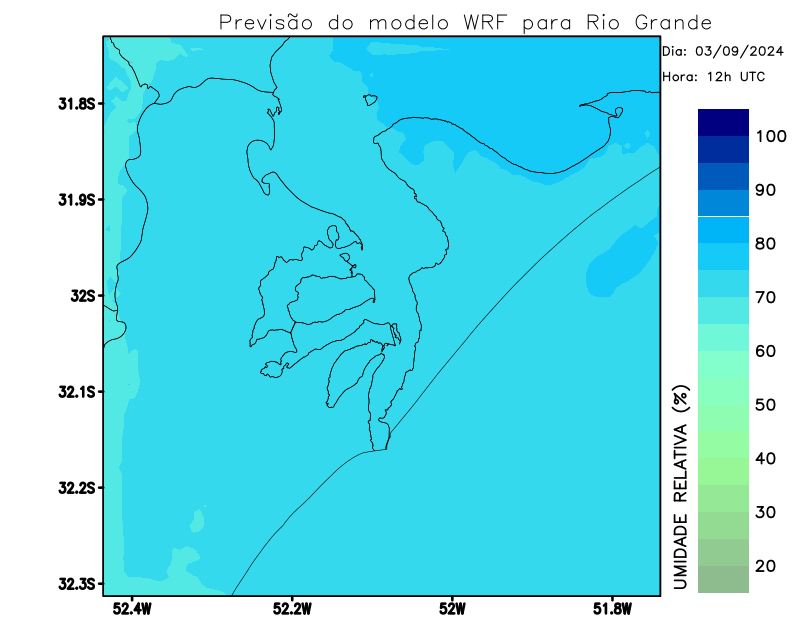 Previsão do modelo WRF para Rio Grande
Dia: 03/09/2024
Hora: 12h UTC
31.8S
31.9S
32S
32.1S
32.2S
32.3S
52.4W
52.2W
52W
51.8W
100
90
80
70
60
50
40
30
20
UMIDADE RELATIVA (%)